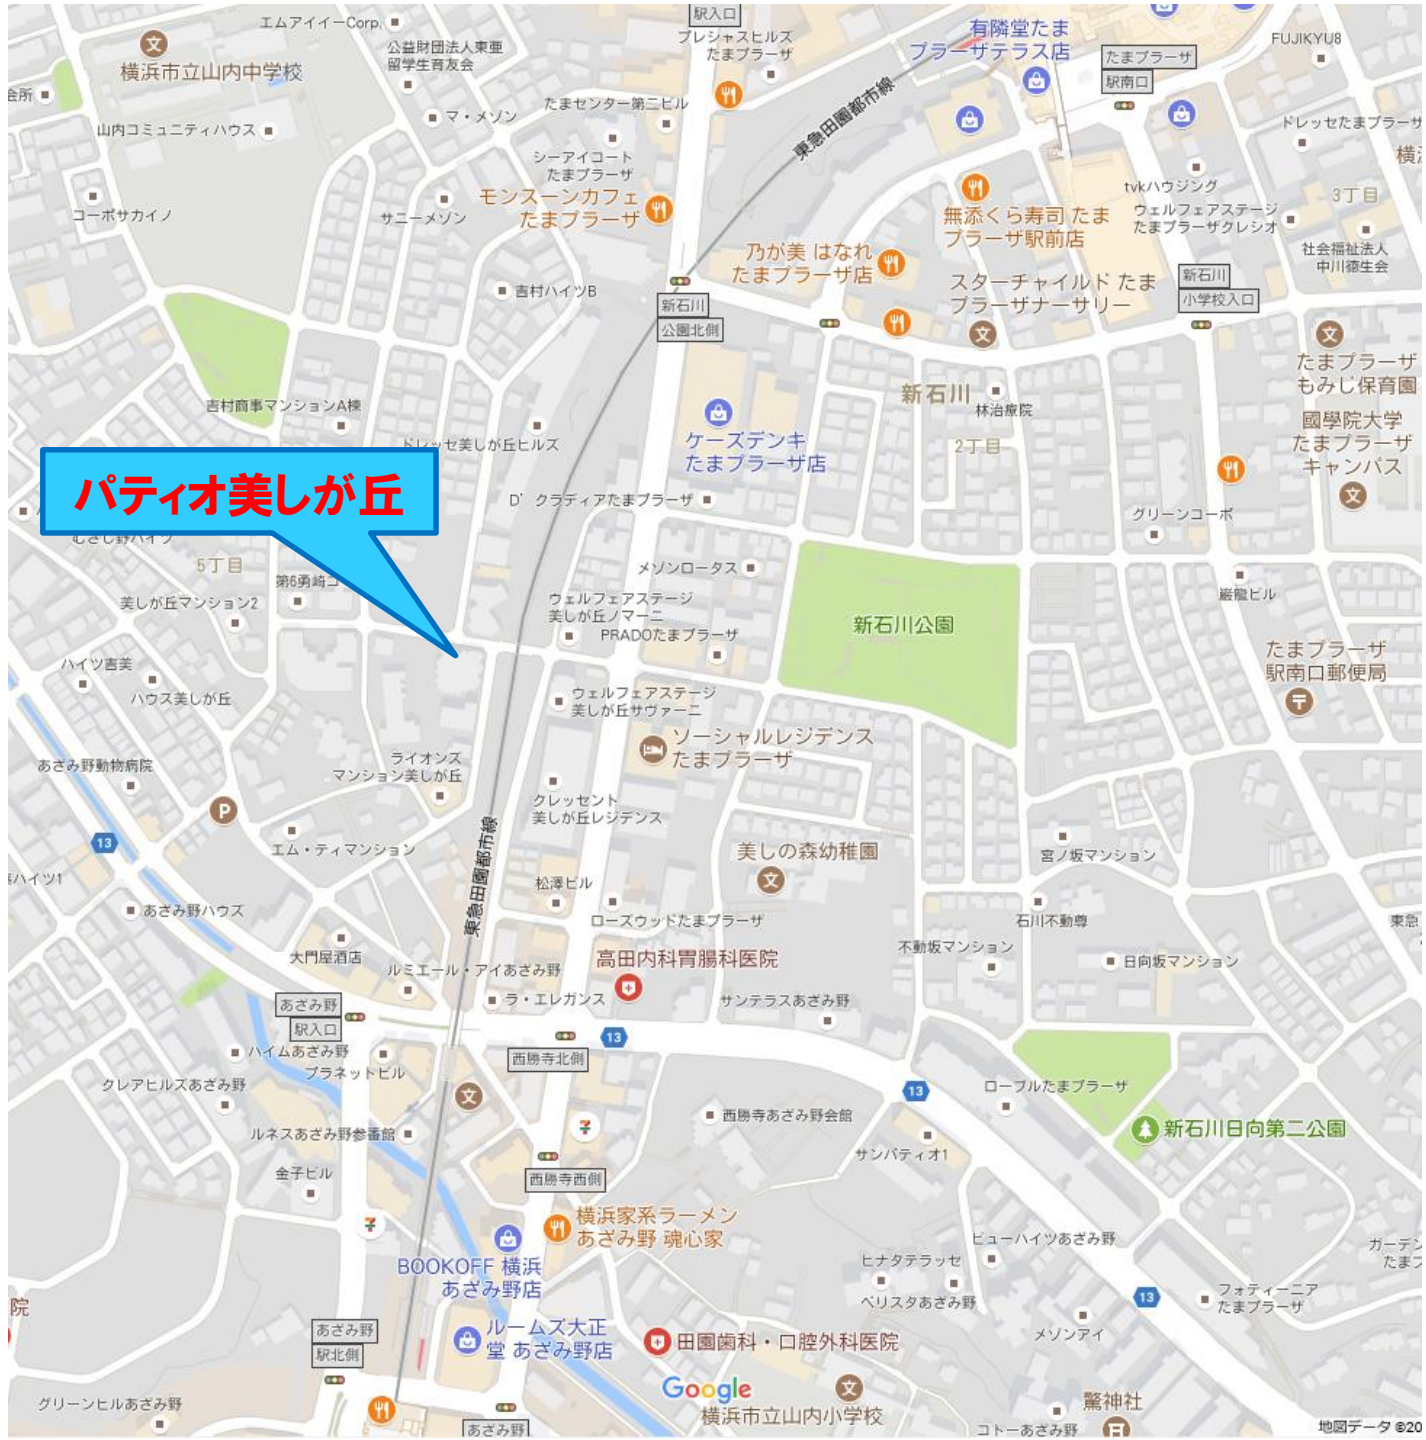 エムアイイーCorp.
駅入口
プレシャスヒルズ
たまプラーザ
有隣堂たま
プラーザテラス店
たまプラーザ
駅南口
FUJIKYU8
横浜市立山内中学校
公益財団法人東亜
留学生育友会
会所
マ・メゾン
たまセンター第二ビル
山内コミュニティハウス
東急田園都市線
ドレッセたまプラーザ
シーアイコート
たまプラーザ
モンスーンカフェ
たまプラーザ
コーポサカイノ
サニーメゾン
無添くら寿司 たま
プラーザ駅前店
tvkハウジング
ウェルフェアステージ
たまプラーザクレシオ
3丁目
社会福祉法人
中川徳生会
乃が美 はなれ
たまプラーザ店
スターチャイルド たま
プラーザナーサリー
新石川
小学校入口
吉村ハイツB
新石川
公園北側
たまプラーザ
もみじ保育園
新石川
林治療院
2丁目
國學院大学
たまプラーザ
キャンパス
吉村商事マンションA棟
ドレッセ美しが丘ヒルズ
ケーズデンキ
たまプラーザ店
パティオ美しが丘
D'クラディアたまプラーザ
グリーンコーポ
むさし野ハイツ
5丁目
第6勇崎コ
美しが丘マンション2
メゾンロータス
ウェルフェアステージ
美しが丘ノマーニ
PRADOたまプラーザ
新石川公園
巌龍ビル
たまプラーザ
駅南口郵便局
ハイツ吉美
ハウス美しが丘
ウェルフェアステージ
美しが丘サヴァーニ
ソーシャルレジデンス
たまプラーザ
あざみ野動物病院
ライオンズ
マンション美しが丘
P
クレッセント
美しが丘レジデンス
13
エム・ティマンション
東急田園都市線
美しの森幼稚園
宮ノ坂マンション
ハイツ1
あざみ野ハウス
松澤ビル
ローズウッドたまプラーザ
石川不動尊
東急
大門屋酒店
ルミエール・アイあざみ野
高田内科胃腸科医院
不動坂マンション
日向坂マンション
あざみ野
駅入口
ラ・エレガンス
サンテラスあざみ野
13
ハイムあざみ野
プラネットビル
西勝寺北側
クレアヒルズあざみ野
13
ローブルたまプラーザ
ルネスあざみ野参番館
西勝寺あざみ野会館
サンパティオ1
新石川日向第二公園
金子ビル
西勝寺西側
横浜家系ラーメン
あざみ野 魂心家
BOOKOFF 横浜
あざみ野店
ビューハイツあざみ野
ヒナタテラッセ
ベリスタあざみ野
ガーデン
たまプ
13
フォティーニア
たまプラーザ
院
あざみ野
駅北側
ルームズ大正
堂 あざみ野店
田園歯科・口腔外科医院
メゾンアイ
グリーンヒルあざみ野
Google
横浜市立山内小学校
驚神社
あざみ野
コトーあざみ野
地図データ ©20